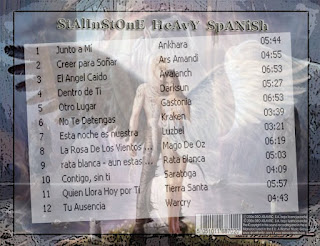 StAInStOnE HeAvY SpANiSh
1 Junto a Mi Ankhara 05:44
2 Creer para Soñar Ars Amandi 04:55
3 El Angel Caido Avalanch 06:53
4 Dentro de Ti Darksun 05:27
5 Otro Lugar Gastonia 06:53
6 No Te Detengas Kraken 03:39
7 Esta noche es nuestra Luzbel 03:21
8 La Rosa De Los Vientos ... Mago De Oz 06:19
9 rata blanca - aun estas ... Rata Blanca 05:03
10 Contigo, sin ti Saratoga 04:09
11 Quien Llora Hoy por Ti Tierra Santa 05:57
12 Tu Ausencia Warcry 04:43